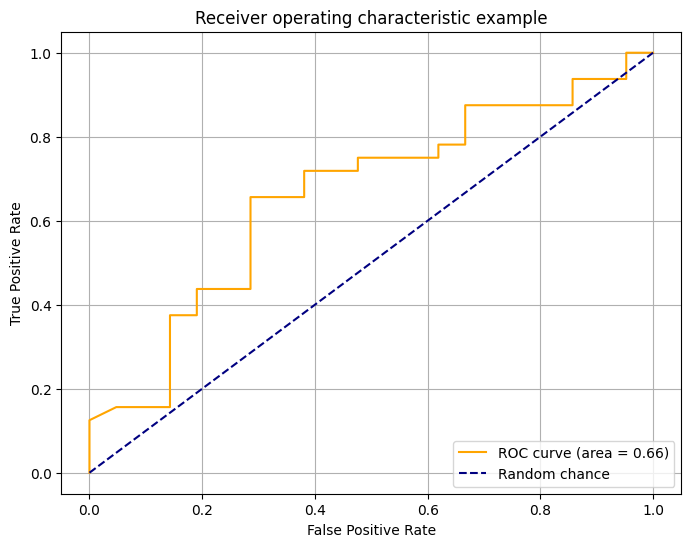 Receiver operating characteristic example
True Positive Rate
1.0
0.8
0.6
0.4
0.2
0.0
ROC curve (area = 0.66)
Random chance
0.0 0.2 0.4 0.6 0.8 1.0
False Positive Rate